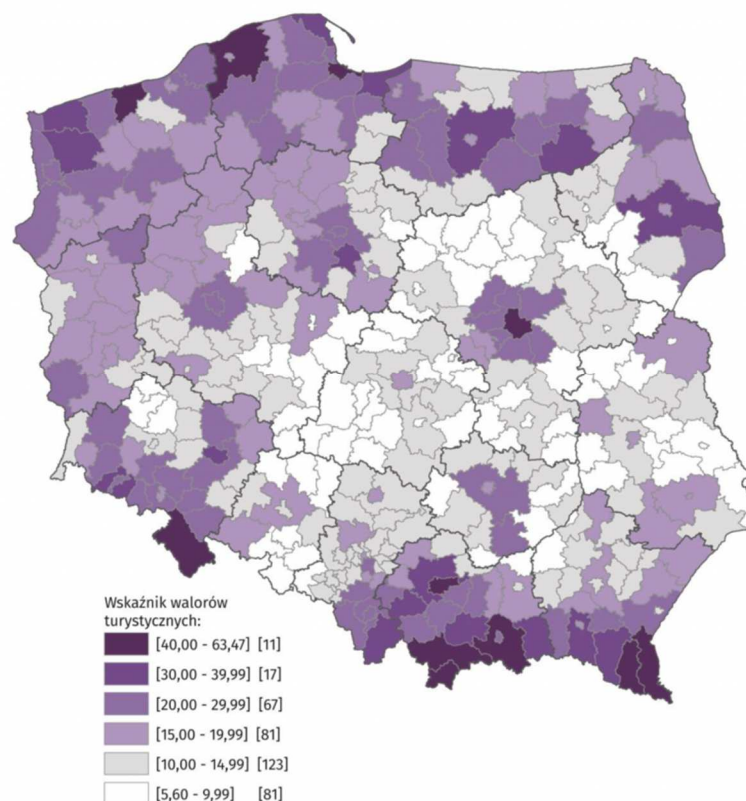 Wskaźnik walorów
turystycznych:
[40,00 - 63,47] [11]
[30,00 - 39,99] [17]
[20,00 - 29,99] [67]
[15,00 - 19,99] [81]
[10,00 - 14,99] [123]
[5,60 - 9,99] [81]